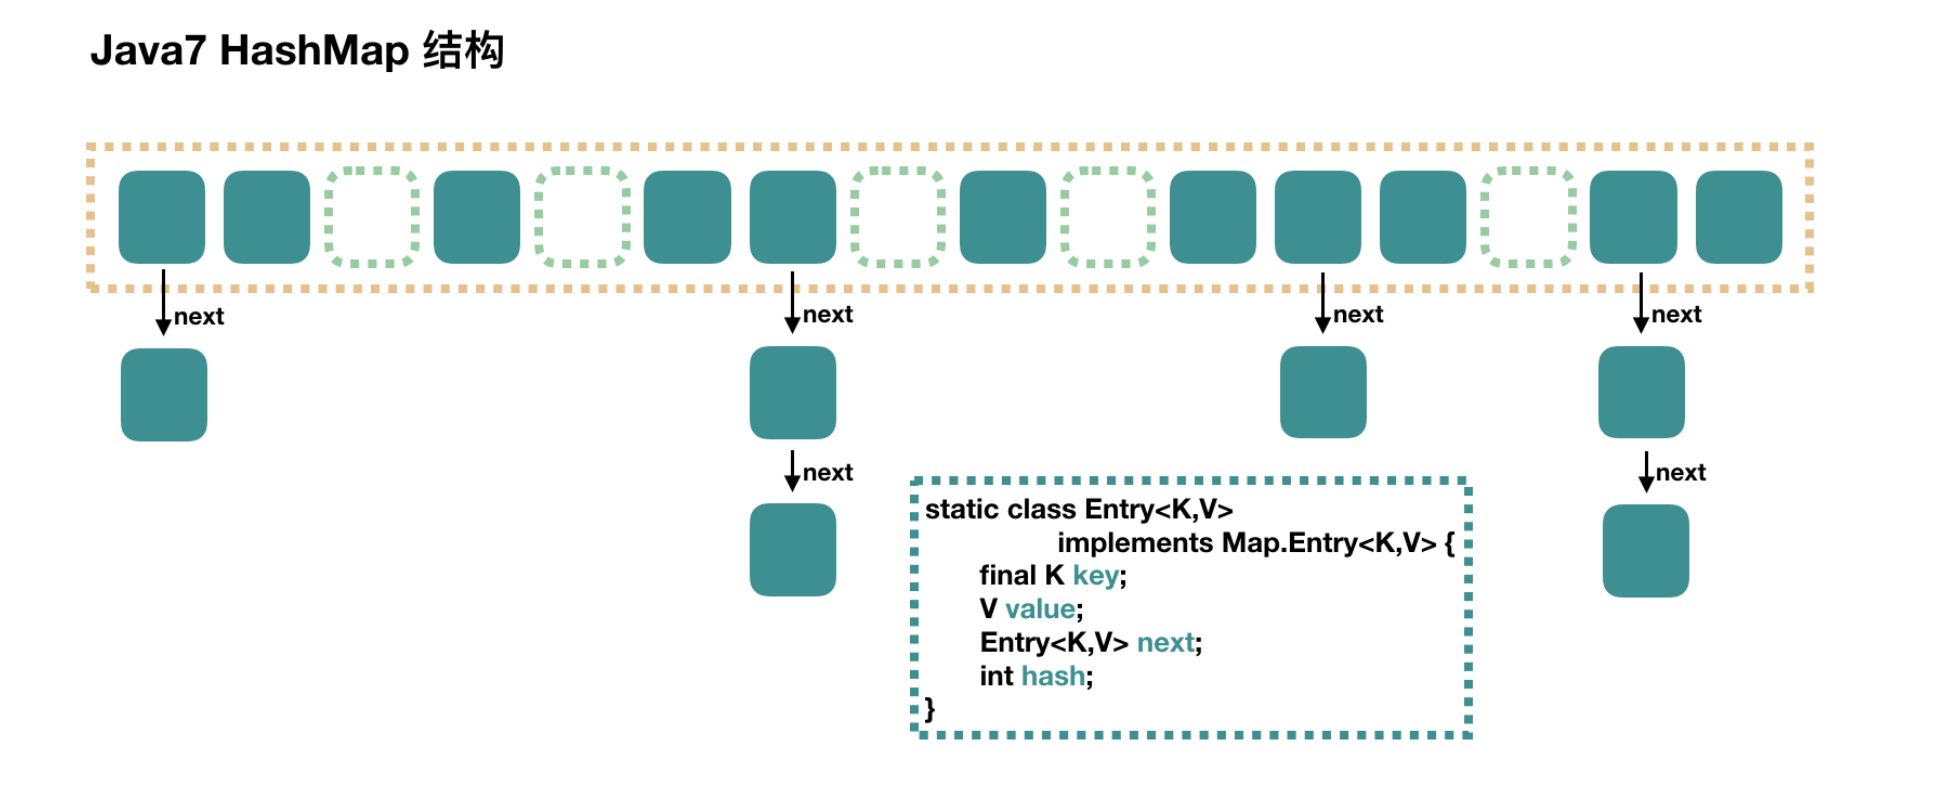 Java7 HashMap 结构
next
next
next
next
next
next
static class Entry<K,V>
implements Map.Entry<K,V> {
final K key;
V value;
Entry<K,V> next;
int hash;
}